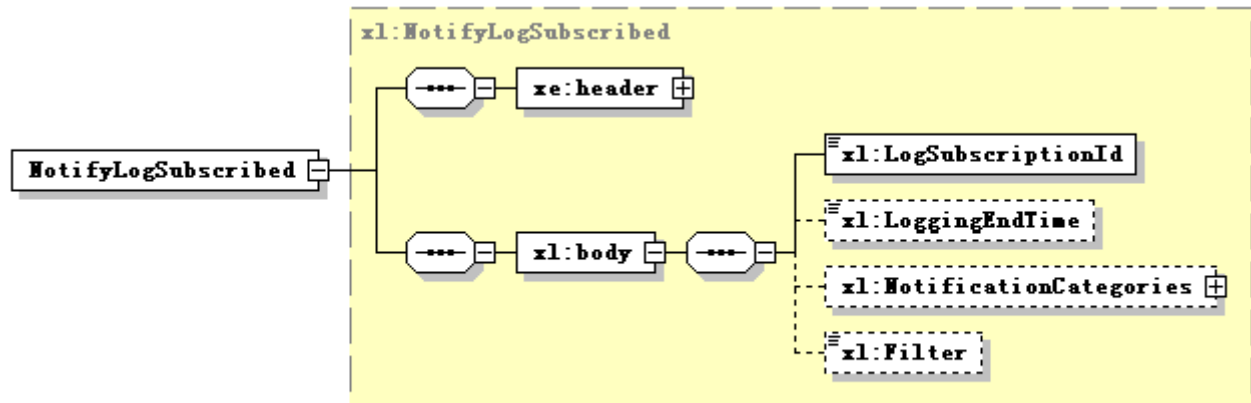 xl:NotifyLogSubscribed
xe:header
NotifyLogSubscribed
xl:LogSubscriptionId
xl:LoggingEndTime
xl:body
xl:NotificationCategories
xl:Filter